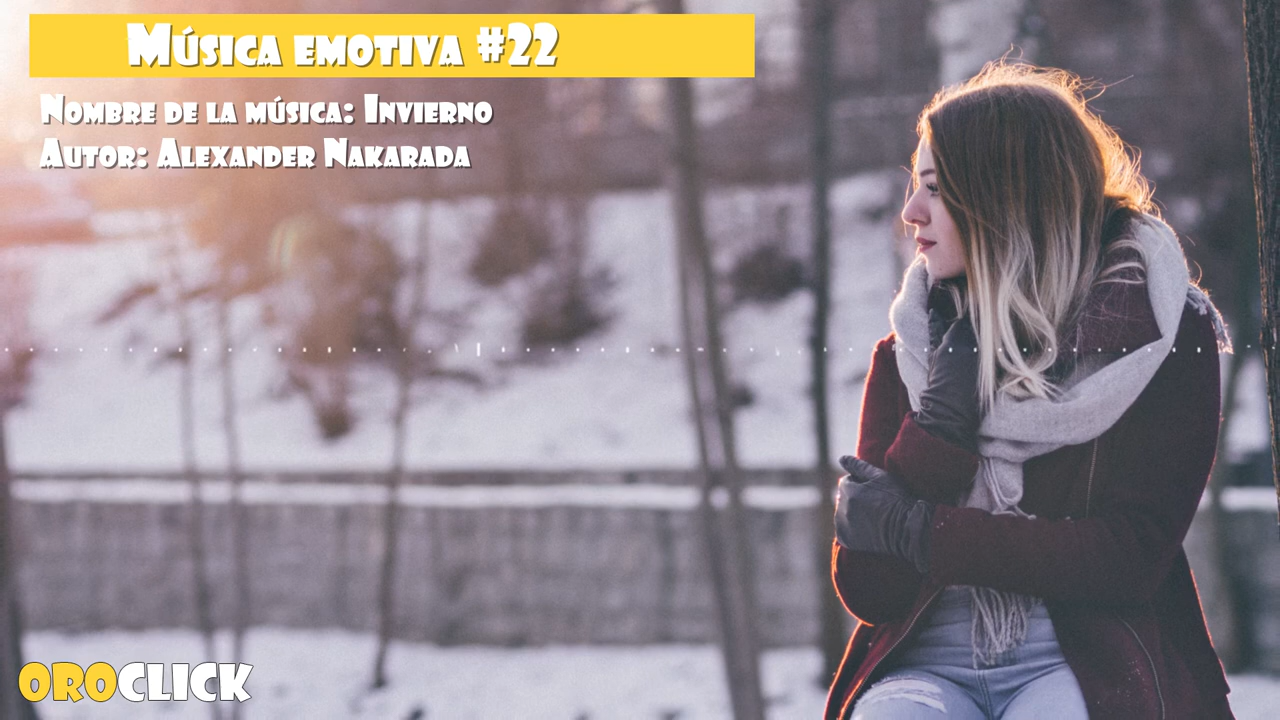 Música emotiva #22
Nombre de la música: Invierno
Autor: Alexander Nakarada
OROCLICK